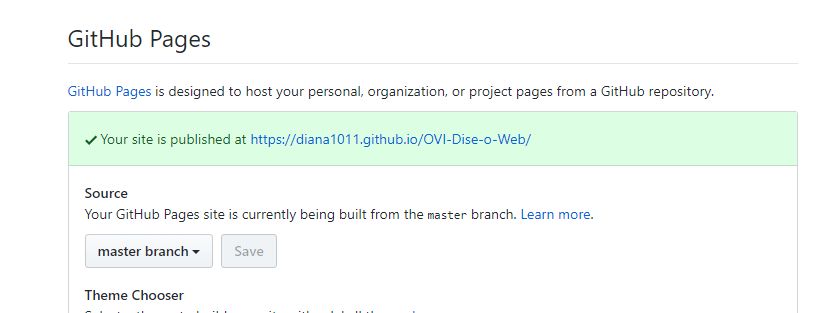 GitHub Pages
GitHub Pages is designed to host your personal, organization, or project pages from a GitHub repository.
Your site is published at https://diana1011.github.io/OVI-Dise-o-Web/
Source
Your GitHub Pages site is currently being built from the master branch. Learn more.
master branch Save
Theme Chooser